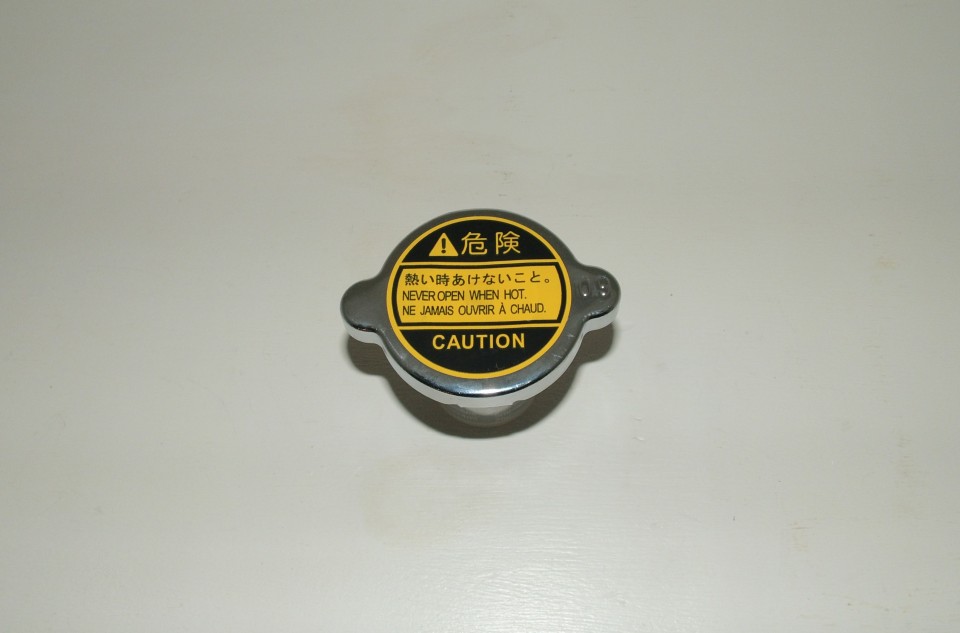 危険
熱い時あけないこと。
NEVER OPEN WHEN HOT.
NE JAMAIS OUVRIR À CHAUD.
CAUTION